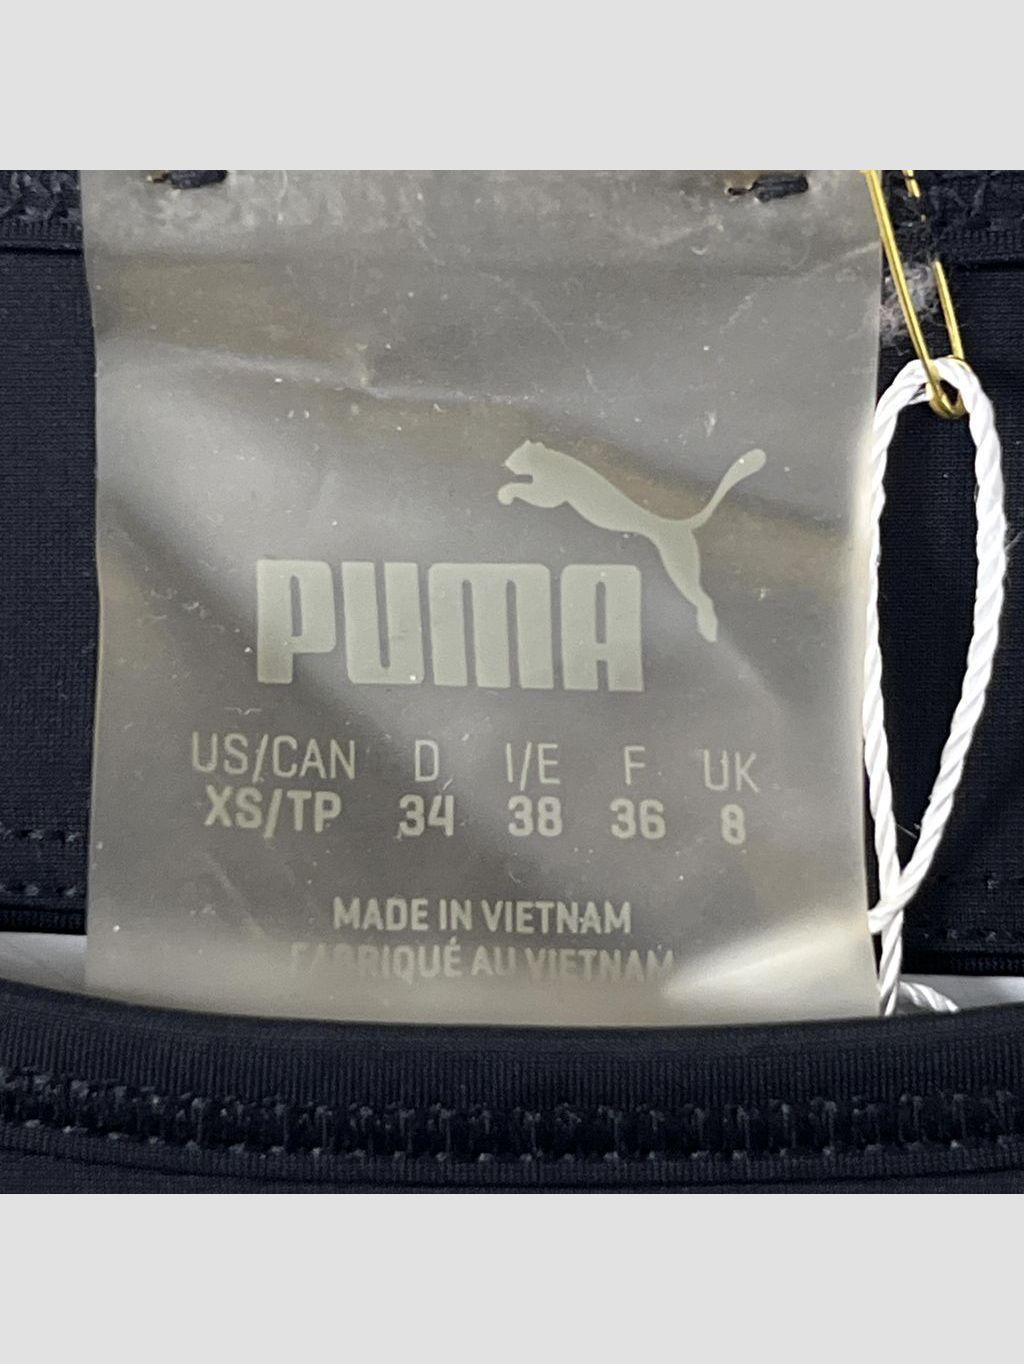 PUMA
US/CAN D I/E F UK
XS/TP 34 38 36 8
MADE IN VIETNAM
FABRIQUÉ AU VIETNAM